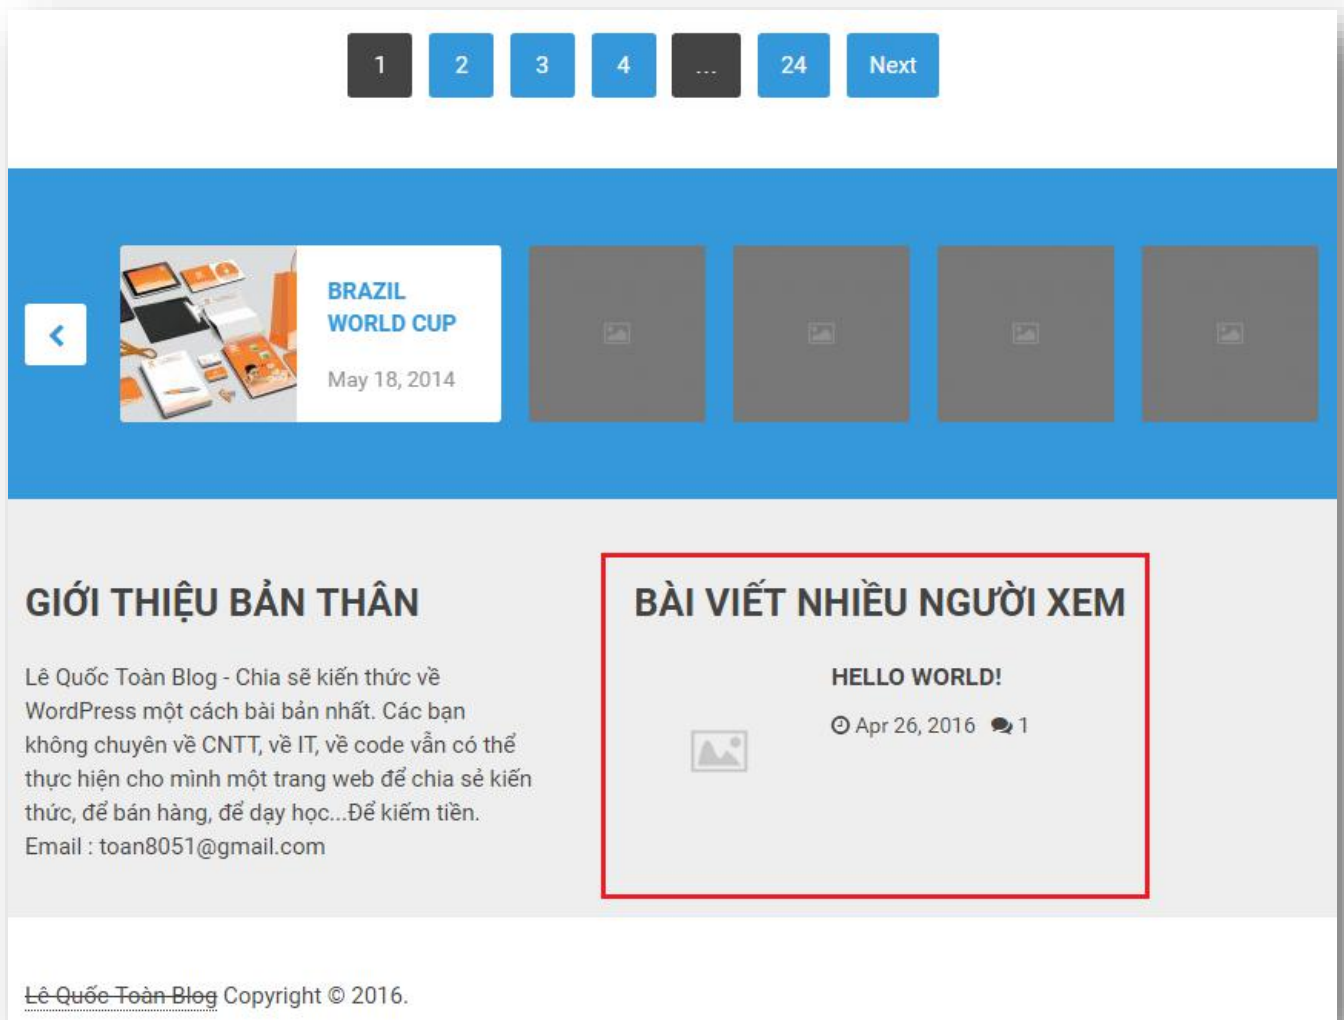 1 2 3 4 ... 24 Next
BRAZIL
WORLD CUP
May 18, 2014
GIỚI THIỆU BẢN THÂN
Lê Quốc Toàn Blog - Chia sẽ kiến thức về
WordPress một cách bài bản nhất. Các bạn
không chuyên về CNTT, về IT, về code vẫn có thể
thực hiện cho mình một trang web để chia sẻ kiến
thức, để bán hàng, để dạy học...Để kiếm tiền.
Email : toan8051@gmail.com
BÀI VIẾT NHIỀU NGƯỜI XEM
HELLO WORLD!
Apr 26, 2016 1
Lê Quốc Toàn Blog Copyright © 2016.